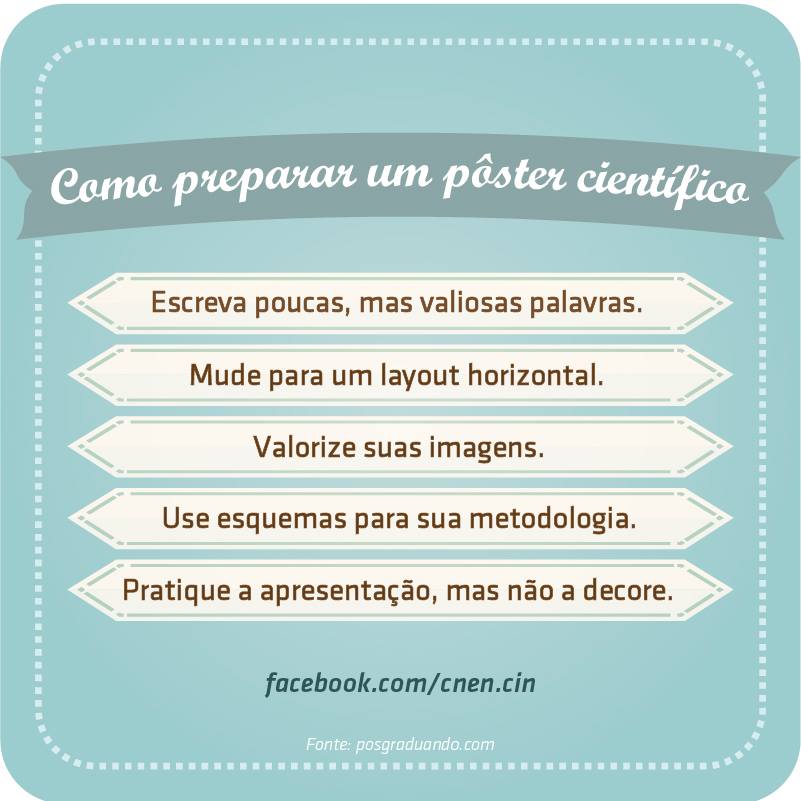 Como preparar um pôster científico
Escreva poucas, mas valiosas palavras.
Mude para um layout horizontal.
Valorize suas imagens.
Use esquemas para sua metodologia.
Pratique a apresentação, mas não a decore.
facebook.com/cnen.cin
Fonte: posgraduando.com